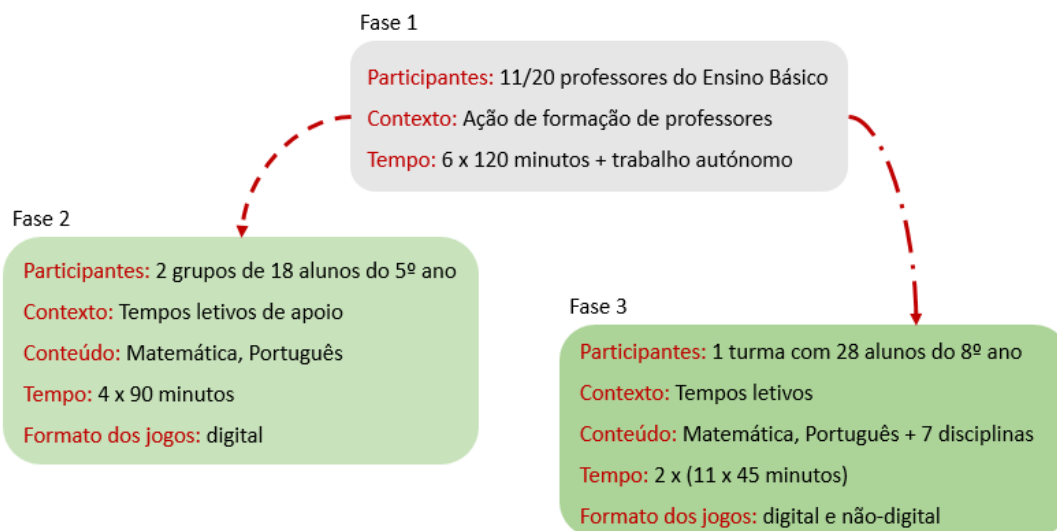 Fase 1
Participantes: 11/20 professores do Ensino Básico
Contexto: Ação de formação de professores
Tempo: 6 x 120 minutos + trabalho autónomo
Fase 2
Participantes: 2 grupos de 18 alunos do 5º ano
Contexto: Tempos letivos de apoio
Conteúdo: Matemática, Português
Tempo: 4 x 90 minutos
Formato dos jogos: digital
Fase 3
Participantes: 1 turma com 28 alunos do 8º ano
Contexto: Tempos letivos
Conteúdo: Matemática, Português + 7 disciplinas
Tempo: 2 x (11 x 45 minutos)
Formato dos jogos: digital e não-digital